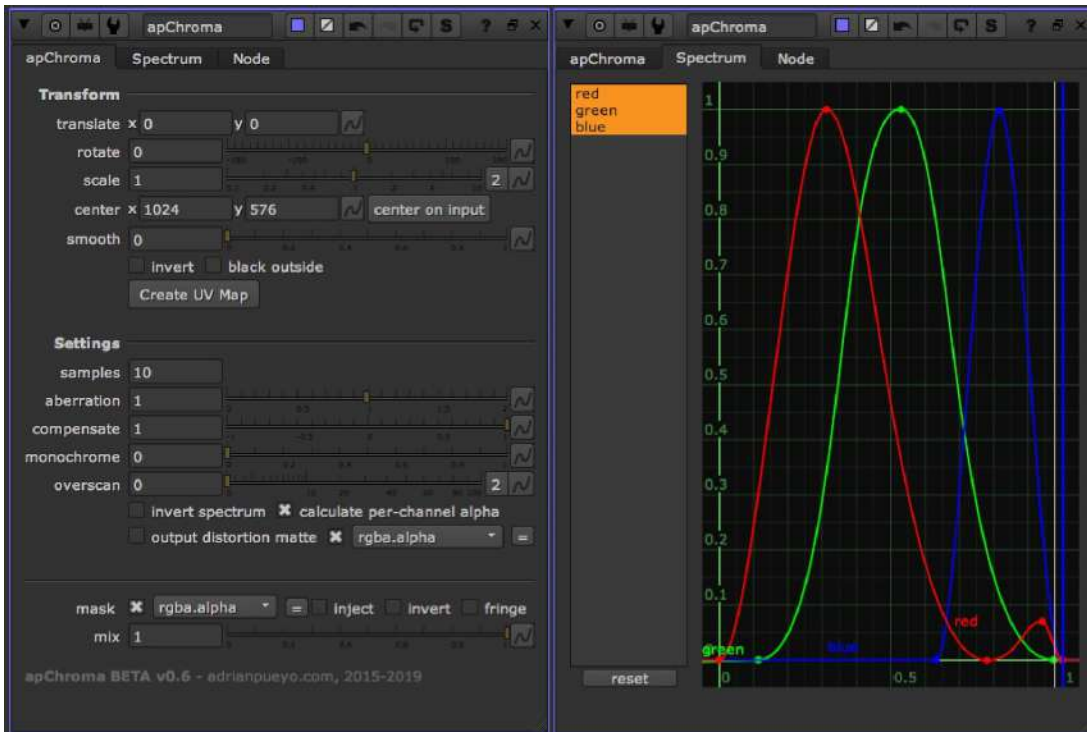 apChroma
S ?
apChroma Spectrum Node
Transform
translate x 0 y 0
rotate 0
scale 1 2
center x 1024 y 576 center on input
smooth 0
invert black outside
Create UV Map
Settings
samples 10
aberration 1
compensate 1
monochrome 0
overscan 0 2
invert spectrum calculate per-channel alpha
output distortion matte rgba.alpha =
mask rgba.alpha = inject invert fringe
mix 1
apChroma BETA v0.6 - adrianpueyo.com, 2015-2019
apChroma
S ?
apChroma Spectrum Node
red
green
blue
reset
1
0.9
0.8
0.7
0.6
0.5
0.4
0.3
0.2
0.1
red
green
blue
0 0.5 1